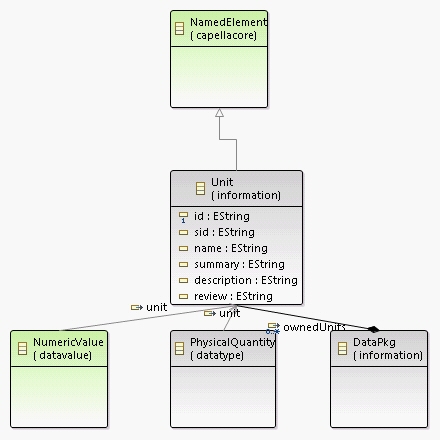 NamedElement
( capellacore)
Unit
( information)
id : EString
sid : EString
name : EString
summary : EString
description : EString
review : EString
unit
unit
ownedUnits
0..*
NumericValue
( datavalue)
PhysicalQuantity
( datatype)
DataPkg
( information)